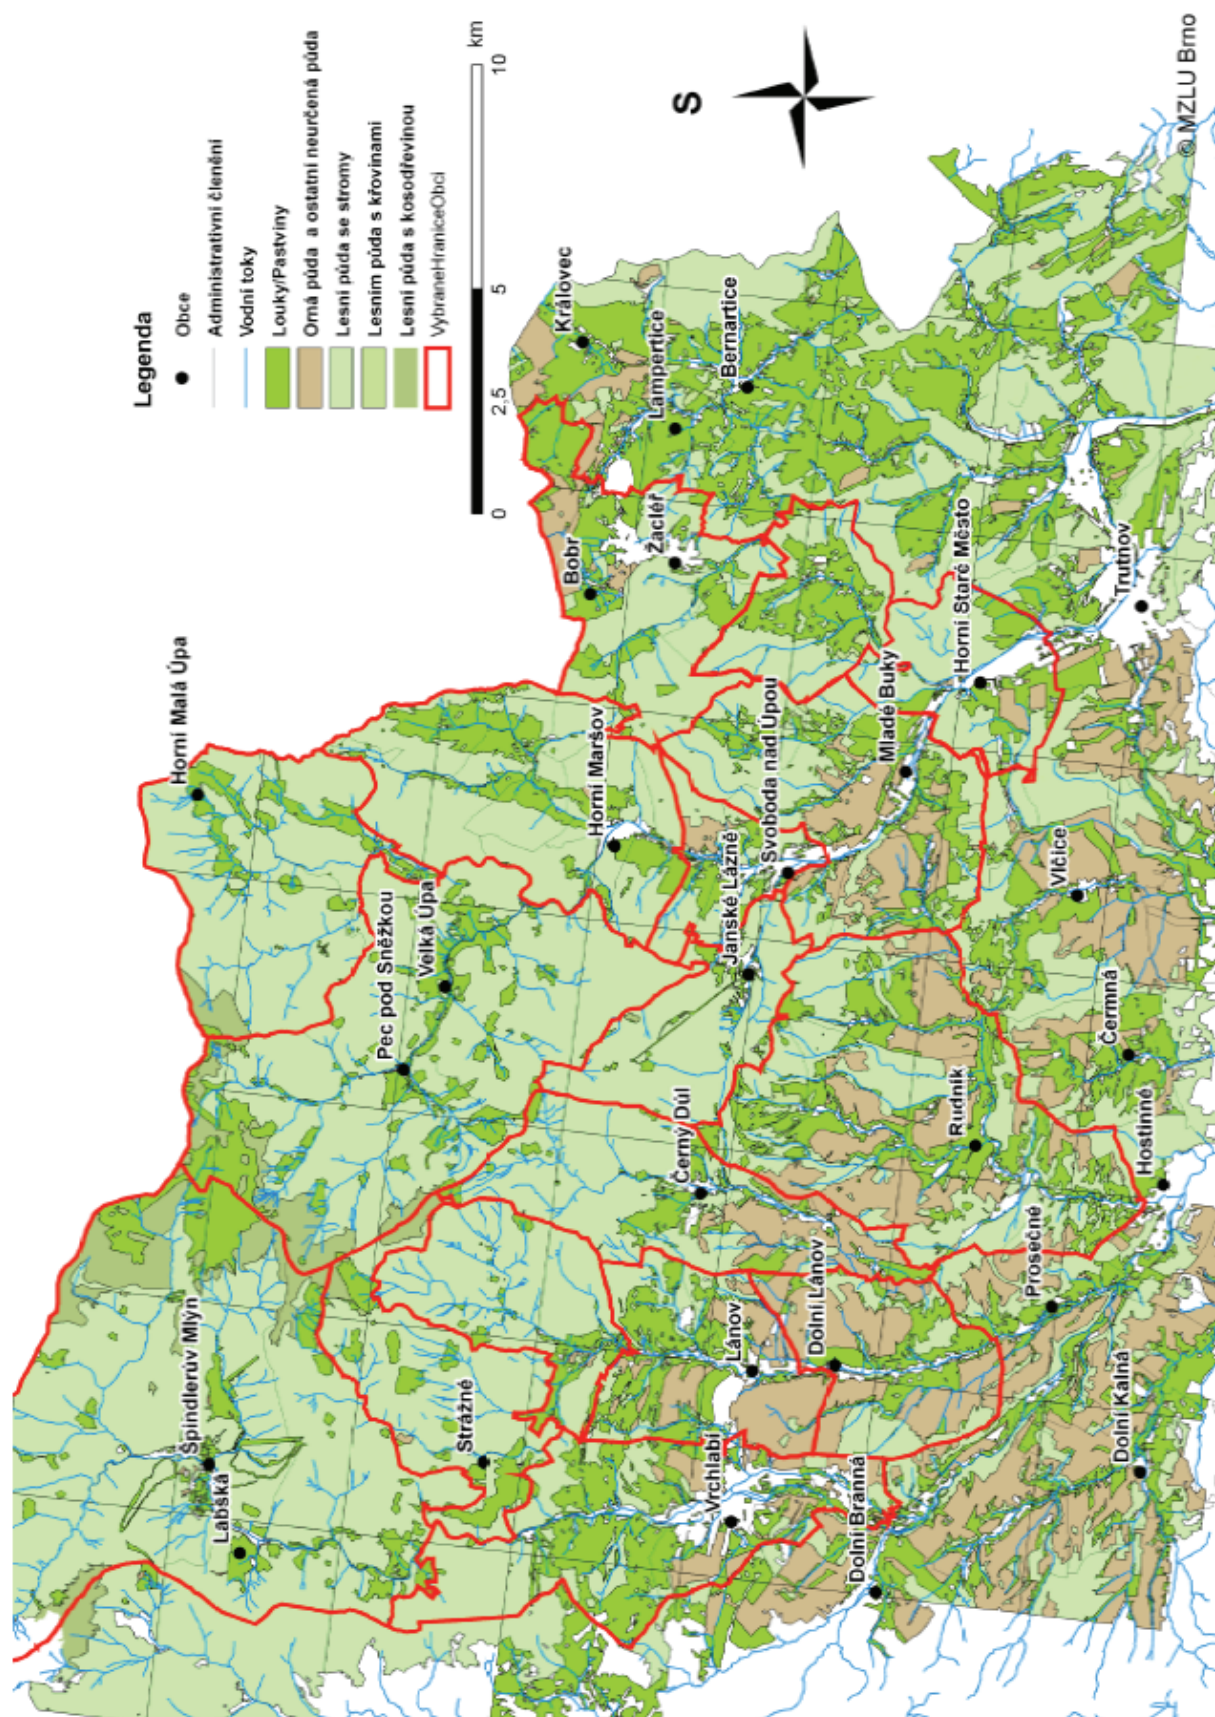 Legenda
Obce
Administrativní členění
Vodní toky
Louky/Pastviny
Orná půda a ostatní neurčená půda
Lesní půda se stromy
Lesním půda s křovinami
Lesní půda s kosodřevinou
VybraneHraniceObcí
0 2,5 5 10
km
S
Horní Malá Úpa
Pec pod Sněžkou
Velká Úpa
Špindlerův Mlýn
Labská
Strážné
Horní Maršov
Bobr
Královec
Žacléř
Lampertice
Bernartice
Černý Důl
Janské Lázně
Svoboda nad Úpou
Mladé Buky
Horní Staré Město
Trutnov
Lánov
Dolní Lánov
Vrchlabí
Dolní Branná
Rudník
Vlčice
Čermná
Prosečné
Hostinné
Dolní Kalná
© MZLU Brno